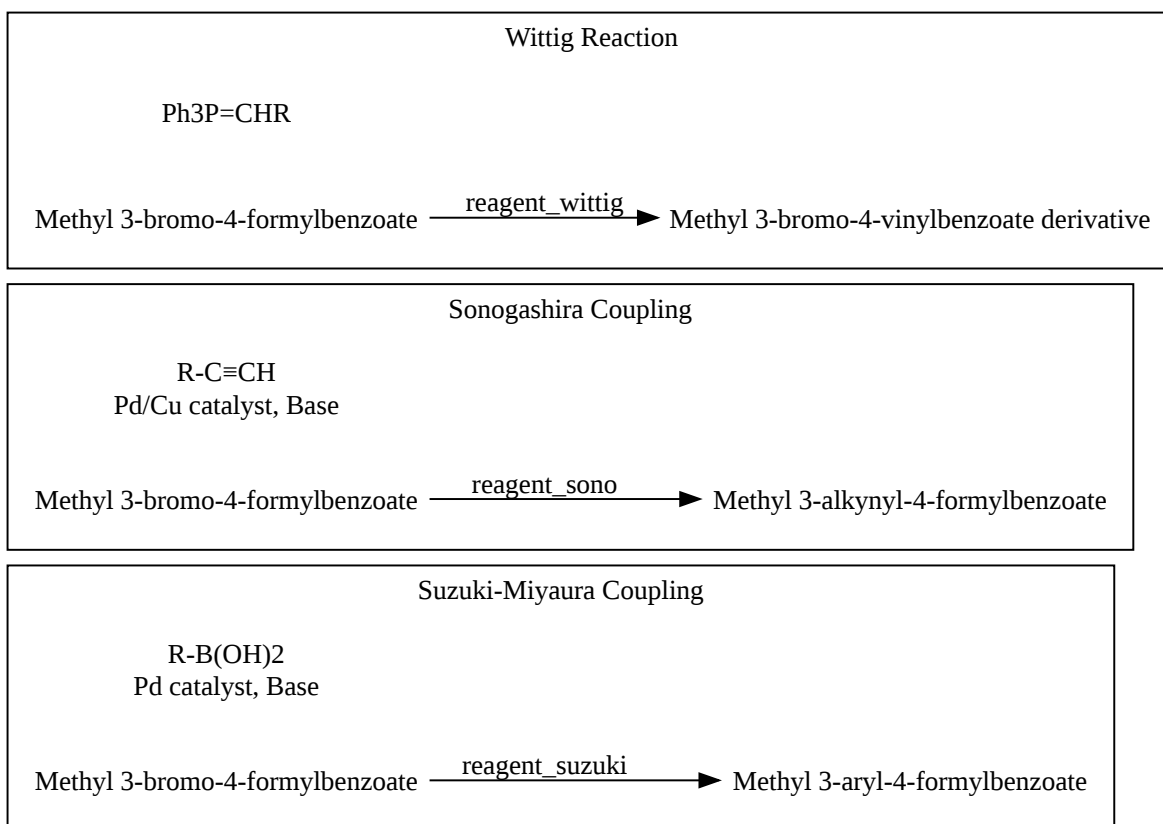 Wittig Reaction
Ph3P=CHR
reagent_wittig
Methyl 3-bromo-4-formylbenzoate
Methyl 3-bromo-4-vinylbenzoate derivative
Sonogashira Coupling
R-C≡CH
Pd/Cu catalyst, Base
reagent_sono
Methyl 3-bromo-4-formylbenzoate
Methyl 3-alkynyl-4-formylbenzoate
Suzuki-Miyaura Coupling
R-B(OH)2
Pd catalyst, Base
reagent_suzuki
Methyl 3-bromo-4-formylbenzoate
Methyl 3-aryl-4-formylbenzoate